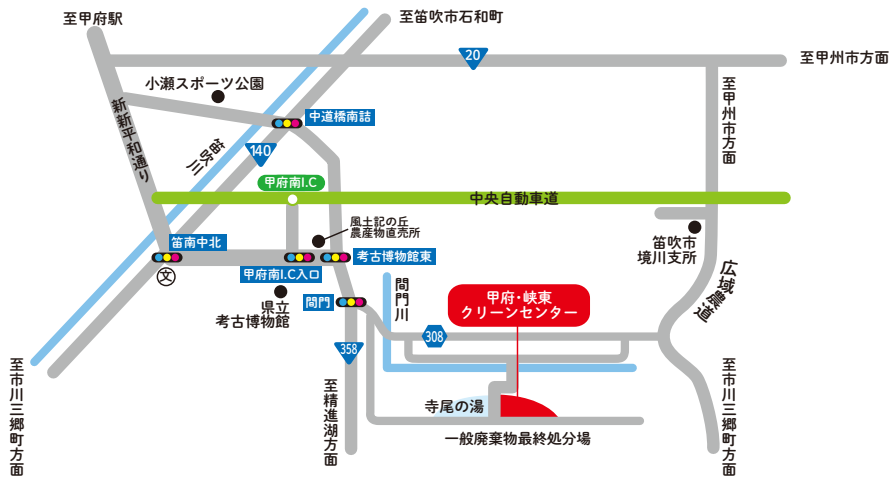 至甲府駅
至笛吹市石和町
20
至甲州市方面
小瀬スポーツ公園
至甲州市方面
新新平和通り
中道橋南詰
笛吹川
140
甲府南I.C
中央自動車道
風土記の丘
農産物直売所
笛南中北
考古博物館東
笛吹市
境川支所
文
甲府南I.C入口
県立
考古博物館
間門
間門川
甲府・峡東
クリーンセンター
広域農道
308
358
至市川三郷町方面
至精進湖方面
寺尾の湯
一般廃棄物最終処分場
至市川三郷町方面